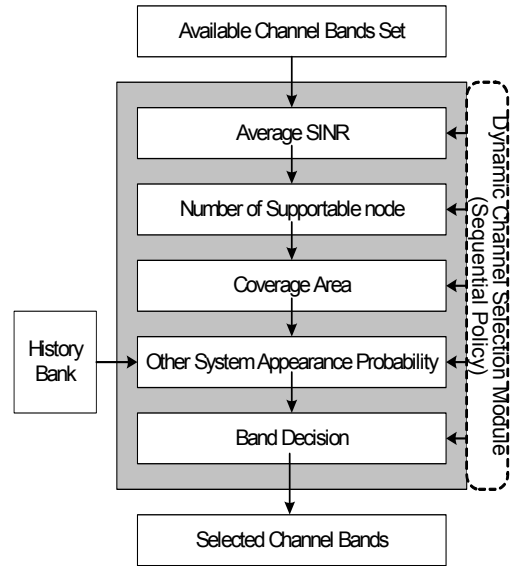 Available Channel Bands Set
Average SINR
Number of Supportable node
Coverage Area
History
Bank
Other System Appearance Probability
Band Decision
Selected Channel Bands
Dynamic Channel Selection Module
(Sequential Policy)